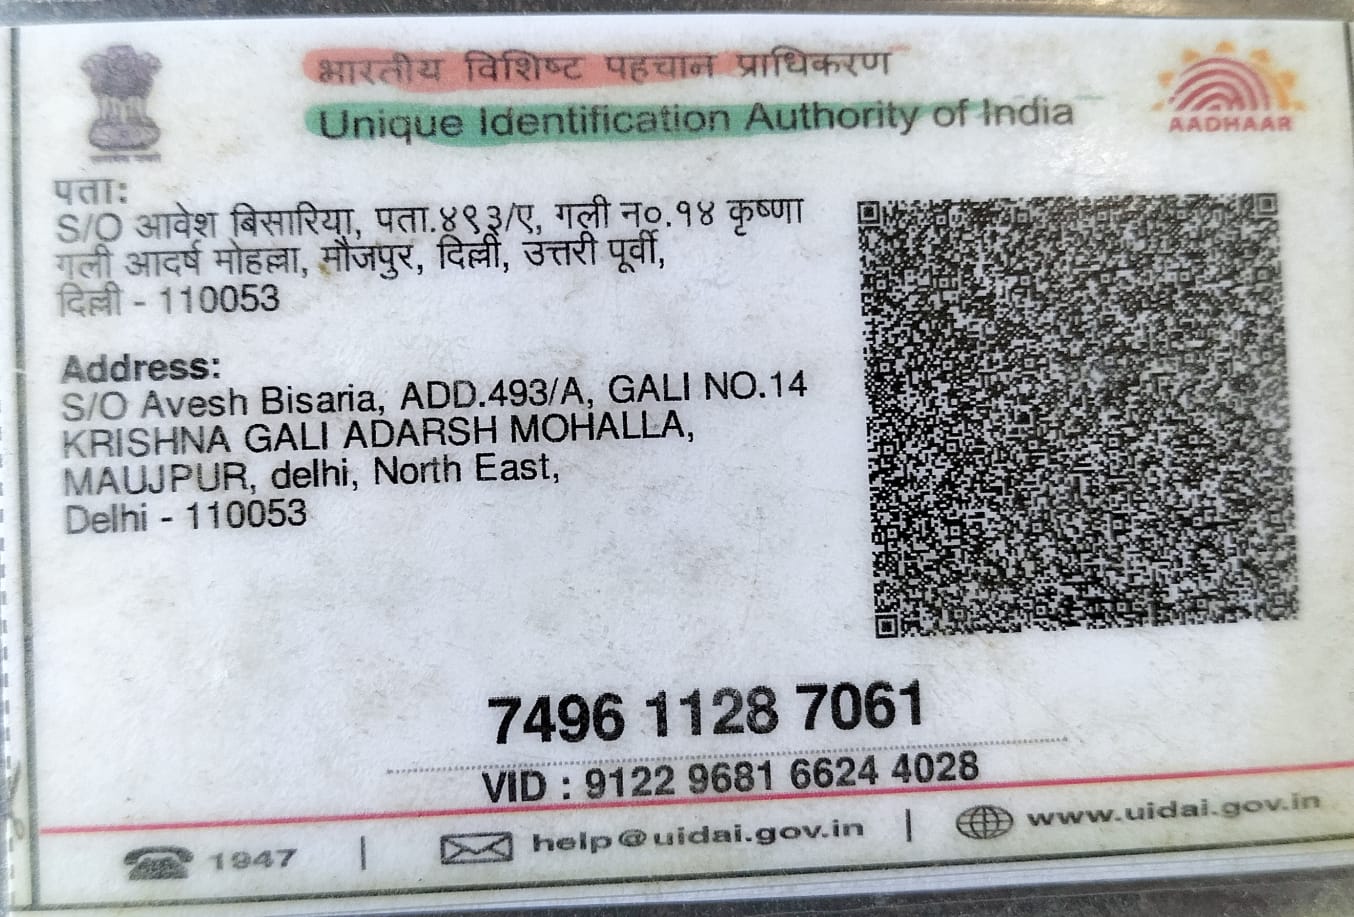 भारतीय विशिष्ट पहचान प्राधिकरण
Unique Identification Authority of India
AADHAAR
पता:
S/O आवेश बिसारिया, पता.४९३/ए, गली न०.१४ कृष्णा
गली आदर्ष मोहल्ला, मौजपुर, दिल्ली, उत्तरी पूर्वी,
दिल्ली - 110053
Address:
S/O Avesh Bisaria, ADD.493/A, GALI NO.14
KRISHNA GALI ADARSH MOHALLA,
MAUJPUR, delhi, North East,
Delhi - 110053
7496 1128 7061
VID : 9122 9681 6624 4028
1947 | help@uidai.gov.in | www.uidai.gov.in